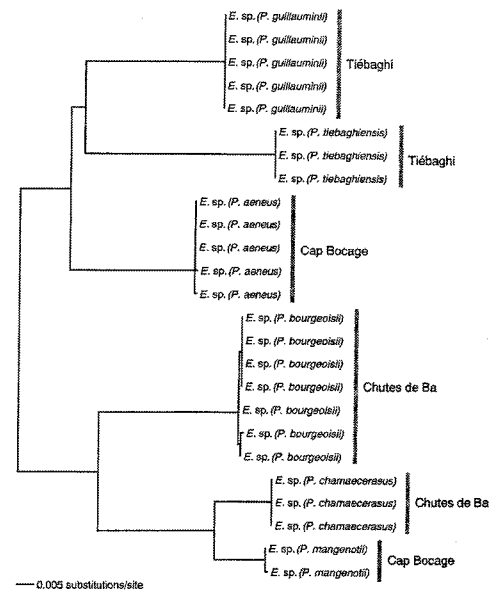 E. sp. (P. guillauminii)
E. sp. (P. guillauminii)
E. sp. (P. guillauminii)
E. sp. (P. guillauminii)
E. sp. (P. guillauminii)
Tiébaghi
E. sp. (P. tiebaghiensis)
E. sp. (P. tiebaghiensis)
E. sp. (P. tiebaghiensis)
Tiébaghi
E. sp. (P. aeneus)
E. sp. (P. aeneus)
E. sp. (P. aeneus)
E. sp. (P. aeneus)
E. sp. (P. aeneus)
Cap Bocage
E. sp. (P. bourgeoisii)
E. sp. (P. bourgeoisii)
E. sp. (P. bourgeoisii)
E. sp. (P. bourgeoisii)
E. sp. (P. bourgeoisii)
E. sp. (P. bourgeoisii)
E. sp. (P. bourgeoisii)
Chutes de Ba
E. sp. (P. chamaecerasus)
E. sp. (P. chamaecerasus)
E. sp. (P. chamaecerasus)
Chutes de Ba
E. sp. (P. mangenotii)
E. sp. (P. mangenotii)
Cap Bocage
0.005 substitutions/site